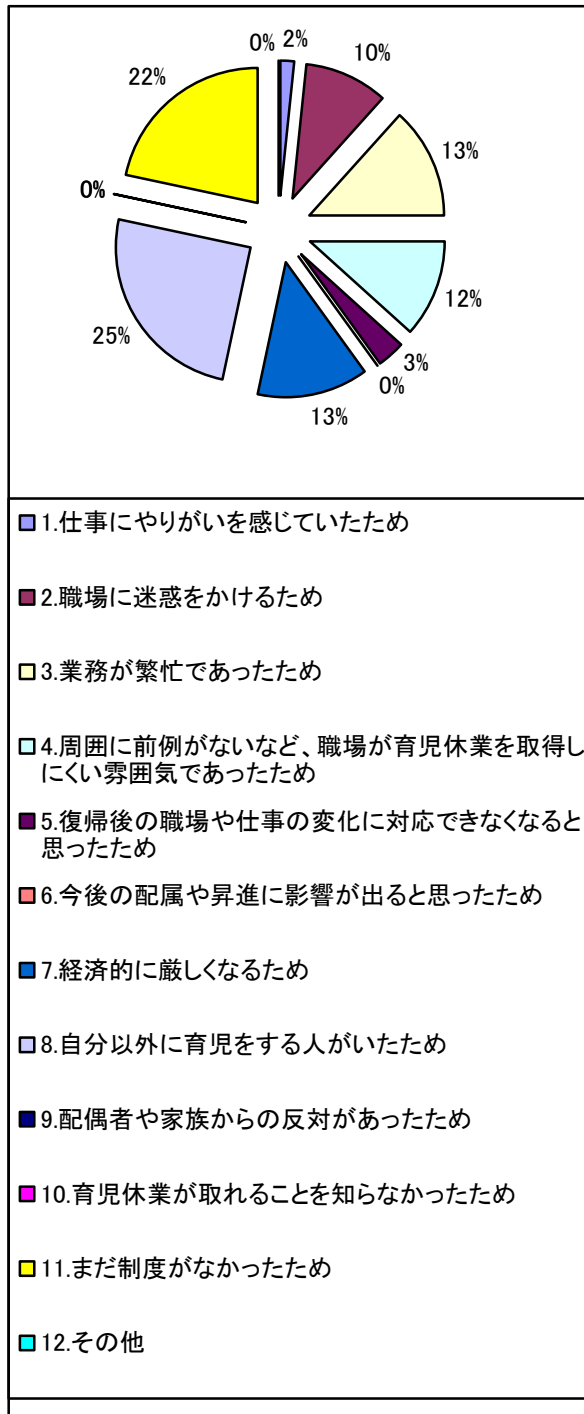 0%
2%
10%
13%
12%
3%
0%
13%
25%
0%
22%
1.仕事にやりがいを感じていたため
2.職場に迷惑をかけるため
3.業務が繁忙であったため
4.周囲に前例がないなど、職場が育児休業を取得し
にくい雰囲気であったため
5.復帰後の職場や仕事の変化に対応できなくなると
思ったため
6.今後の配属や昇進に影響が出ると思ったため
7.経済的に厳しくなるため
8.自分以外に育児をする人がいたため
9.配偶者や家族からの反対があったため
10.育児休業が取れることを知らなかったため
11.まだ制度がなかったため
12.その他